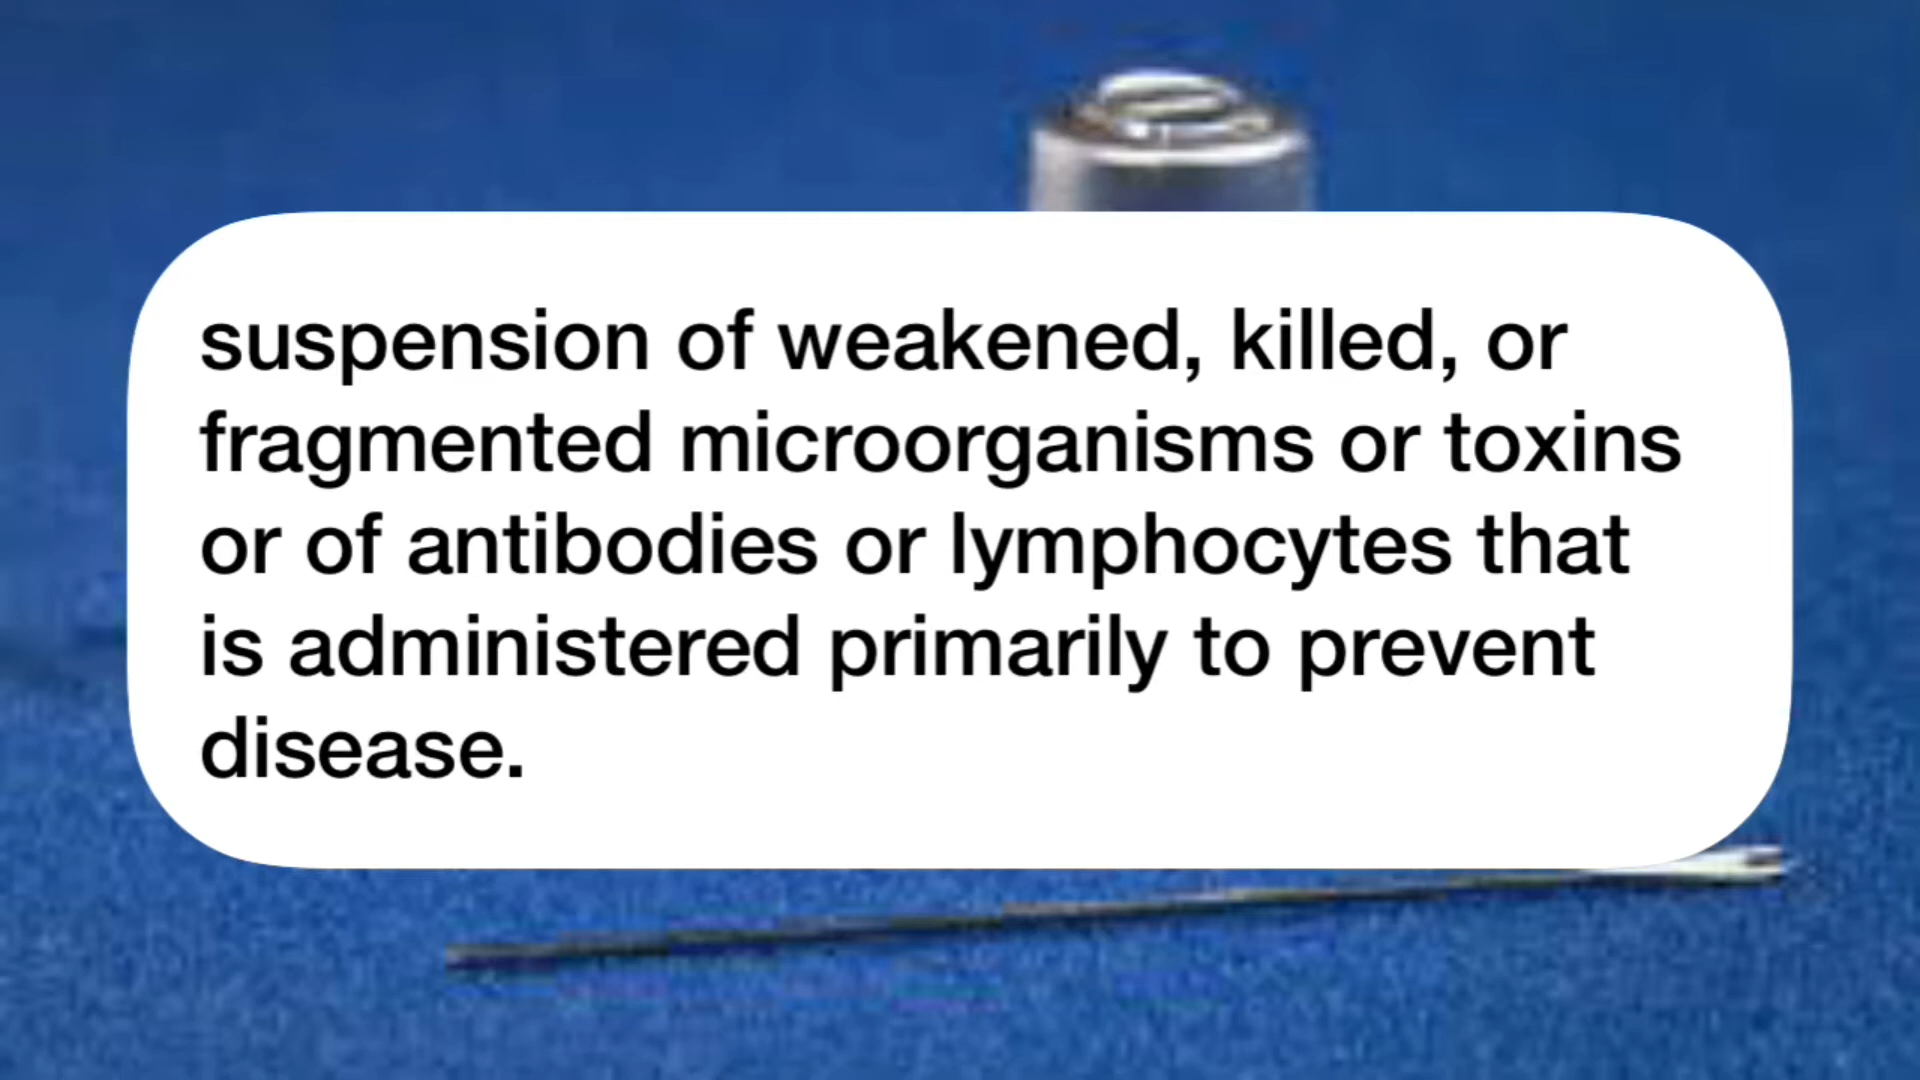 suspension of weakened, killed, or
fragmented microorganisms or toxins
or of antibodies or lymphocytes that
is administered primarily to prevent
disease.